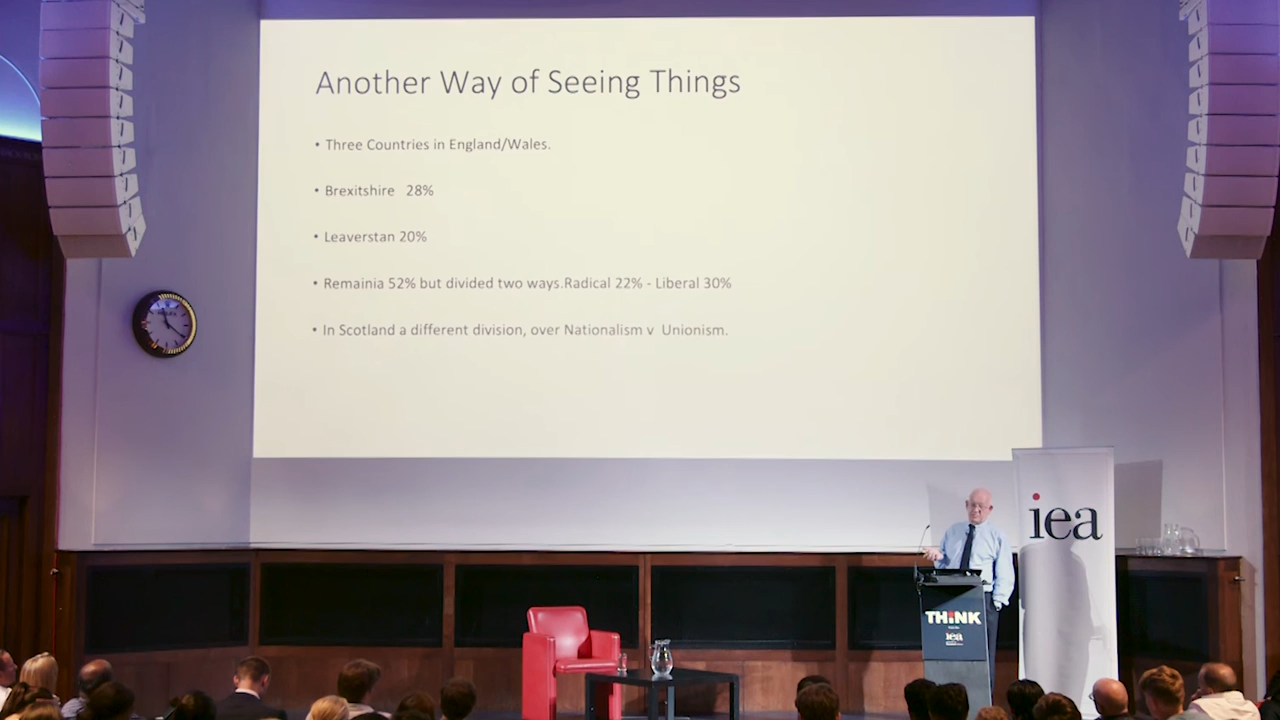 Another Way of Seeing Things
• Three Countries in England/Wales.
• Brexitshire 28%
• Leaverstan 20%
• Remainia 52% but divided two ways.Radical 22% - Liberal 30%
• In Scotland a different division, over Nationalism v Unionism.
iea
THiNK
iea